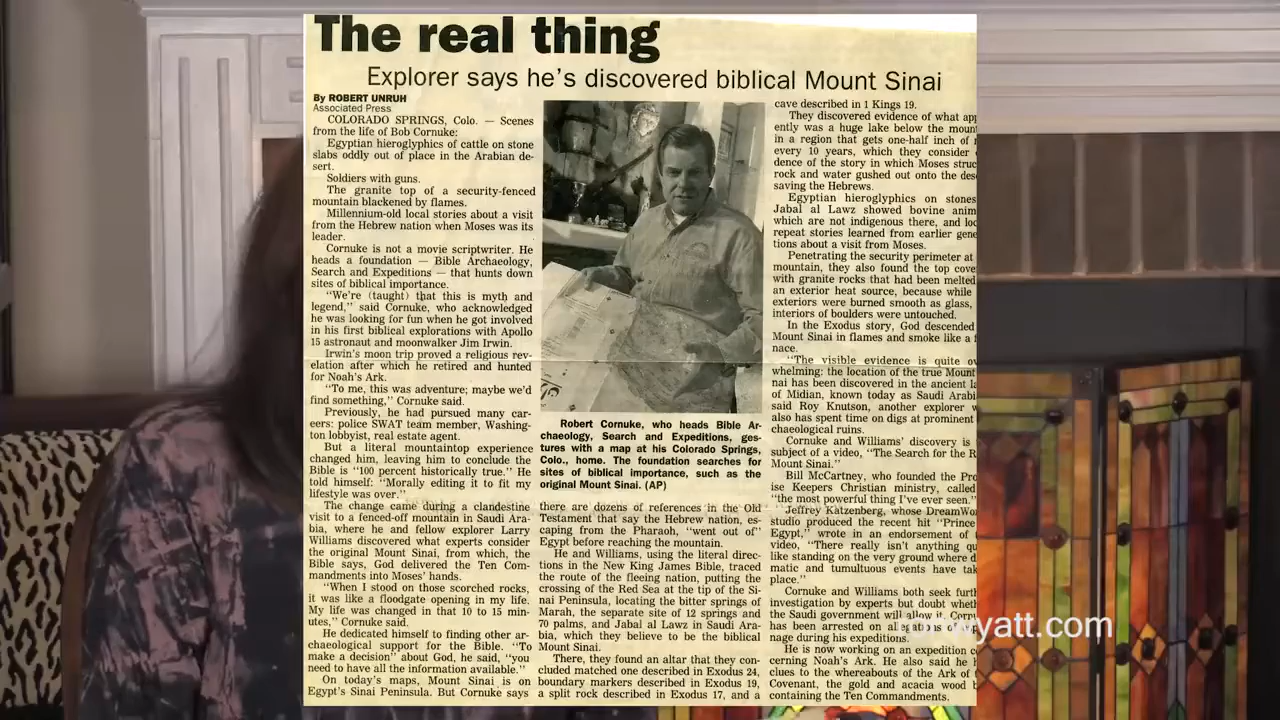 The real thing
Explorer says he's discovered biblical Mount Sinai
By ROBERT UNRUH
Associated Press
COLORADO SPRINGS, Colo. — Scenes
from the life of Bob Cornuke:
Egyptian hieroglyphics of cattle on stone
slabs oddly out of place in the Arabian de-
sert.
Soldiers with guns.
The granite top of a security-fenced
mountain blackened by flames.
Millennium-old local stories about a visit
from the Hebrew nation when Moses was its
leader.
Cornuke is not a movie scriptwriter. He
heads a foundation — Bible Archaeology,
Search and Expeditions — that hunts down
sites of biblical importance.
"We're (taught) that this is myth and
legend," said Cornuke, who acknowledged
he was looking for fun when he got involved
in his first biblical explorations with Apollo
15 astronaut and moonwalker Jim Irwin.
Irwin's moon trip proved a religious rev-
elation after which he retired and hunted
for Noah's Ark.
"To me, this was adventure; maybe we'd
find something," Cornuke said.
Previously, he had pursued many car-
eers: police SWAT team member, Washing-
ton lobbyist, real estate agent.
But a literal mountaintop experience
changed him, leaving him to conclude the
Bible is "100 percent historically true." He
told himself: "Morally editing it to fit my
lifestyle was over."
The change came during a clandestine
visit to a fenced-off mountain in Saudi Ara-
bia, where he and fellow explorer Larry
Williams discovered what experts consider
the original Mount Sinai, from which, the
Bible says, God delivered the Ten Com-
mandments into Moses' hands.
"When I stood on those scorched rocks,
it was like a floodgate opening in my life.
My life was changed in that 10 to 15 min-
utes," Cornuke said.
He dedicated himself to finding other ar-
chaeological support for the Bible. "To
make a decision" about God, he said, "you
need to have all the information available."
On today's maps, Mount Sinai is on
Egypt's Sinai Peninsula. But Cornuke says
Robert Cornuke, who heads Bible Ar-
chaeology, Search and Expeditions, ges-
tures with a map at his Colorado Springs,
Colo., home. The foundation searches for
sites of biblical importance, such as the
original Mount Sinai. (AP)
there are dozens of references in the Old
Testament that say the Hebrew nation, es-
caping from the Pharaoh, "went out of"
Egypt before reaching the mountain.
He and Williams, using the literal direc-
tions in the New King James Bible, traced
the route of the fleeing nation, putting the
crossing of the Red Sea at the tip of the Si-
nai Peninsula, locating the bitter springs of
Marah, the separate site of 12 springs and
70 palms, and Jabal al Lawz in Saudi Ara-
bia, which they believe to be the biblical
Mount Sinai.
There, they found an altar that they con-
cluded matched one described in Exodus 24,
boundary markers described in Exodus 19,
a split rock described in Exodus 17, and a
cave described in 1 Kings 19.
They discovered evidence of what app
ently was a huge lake below the moun
in a region that gets one-half inch of r
every 10 years, which they consider
dence of the story in which Moses struc
rock and water gushed out onto the des
saving the Hebrews.
Egyptian hieroglyphics on stones
Jabal al Lawz showed bovine anim
which are not indigenous there, and loc
repeat stories learned from earlier gene
tions about a visit from Moses.
Penetrating the security perimeter at
mountain, they also found the top cove
with granite rocks that had been melted
an exterior heat source, because while
exteriors were burned smooth as glass,
interiors of boulders were untouched.
In the Exodus story, God descended
Mount Sinai in flames and smoke like a f
nace.
"The visible evidence is quite ov
whelming: the location of the true Mount
nai has been discovered in the ancient la
of Midian, known today as Saudi Arabi
said Roy Knutson, another explorer w
also has spent time on digs at prominent
chaeological ruins.
Cornuke and Williams' discovery is
subject of a video, "The Search for the R
Mount Sinai."
Bill McCartney, who founded the Pro
ise Keepers Christian ministry, called
"the most powerful thing I've ever seen."
Jeffrey Katzenberg, whose DreamWor
studio produced the recent hit "Prince
Egypt," wrote in an endorsement of
video, "There really isn't anything qu
like standing on the very ground where d
matic and tumultuous events have tak
place."
Cornuke and Williams both seek furth
investigation by experts but doubt wheth
the Saudi government will allow it. Corn
has been arrested on of
nage during his expeditions.
He is now working on an expedition c
cerning Noah's Ark. He also said he h
clues to the whereabouts of the Ark of
Covenant, the gold and acacia wood b
containing the Ten Commandments.
yatt.com